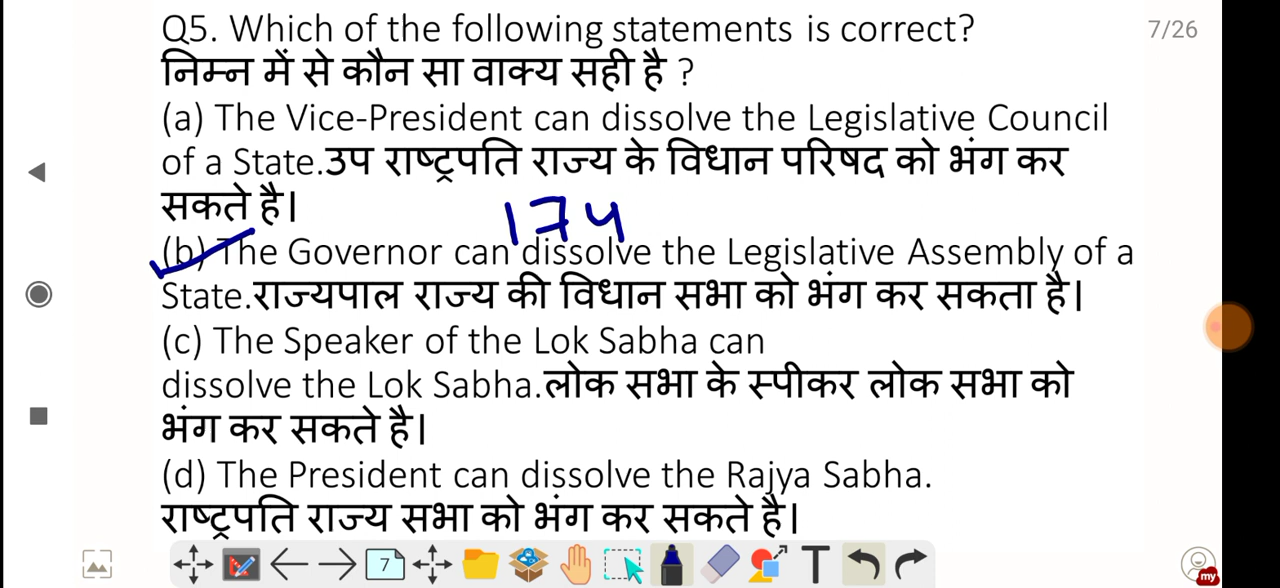 Q5. Which of the following statements is correct?
7/26
निम्न में से कौन सा वाक्य सही है ?
(a) The Vice-President can dissolve the Legislative Council
of a State.उप राष्ट्रपति राज्य के विधान परिषद को भंग कर
सकते है।
174
(b) The Governor can dissolve the Legislative Assembly of a
State.राज्यपाल राज्य की विधान सभा को भंग कर सकता है।
(c) The Speaker of the Lok Sabha can
dissolve the Lok Sabha.लोक सभा के स्पीकर लोक सभा को
भंग कर सकते है।
(d) The President can dissolve the Rajya Sabha.
राष्ट्रपति राज्य सभा को भंग कर सकते है।
7
T
my